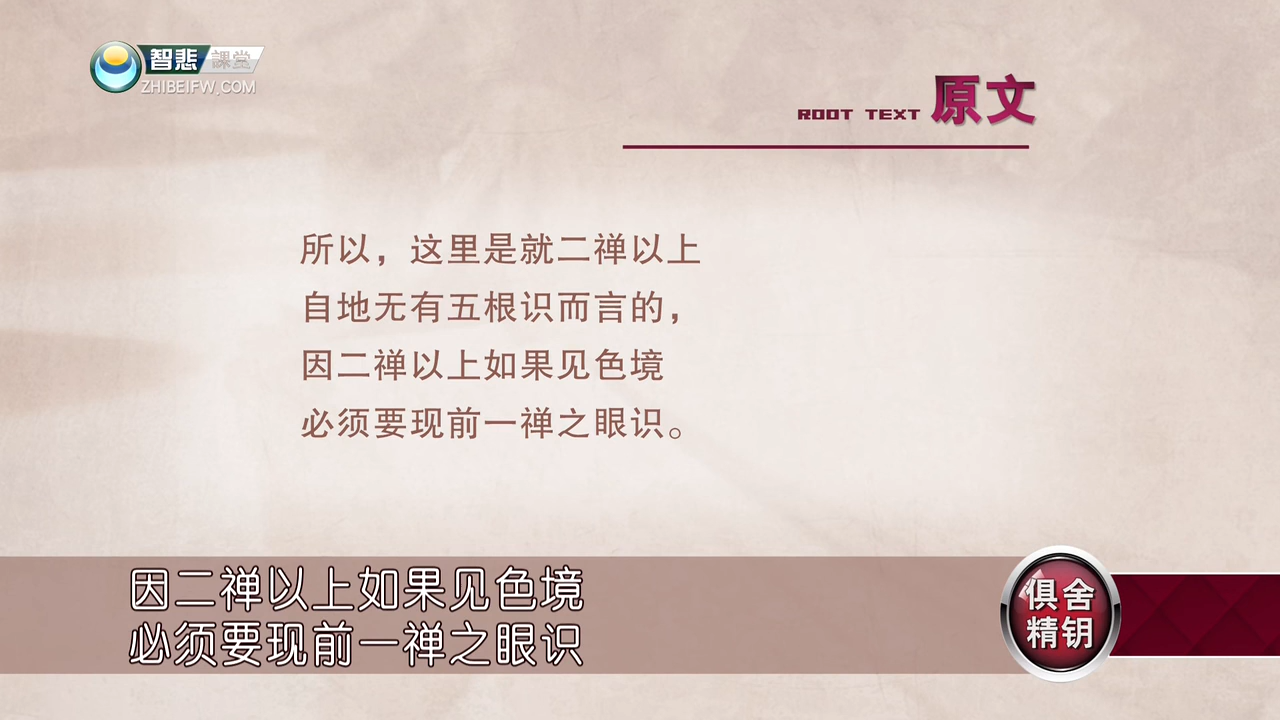 智悲 課堂
ZHIBEIFW.COM
ROOT TEXT 原文
所以，这里是就二禅以上
自地无有五根识而言的，
因二禅以上如果见色境
必须要现前一禅之眼识。
因二禅以上如果见色境
必须要现前一禅之眼识
俱舍
精钥